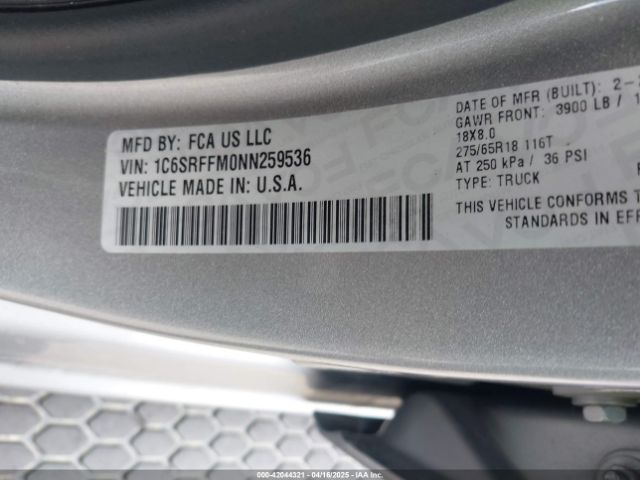 MFD BY: FCA US LLC
VIN: 1C6SRFFM0NN259536
VEHICLE MADE IN: U.S.A.
DATE OF MFR (BUILT): 2-
GAWR FRONT: 3900 LB /
18X8.0
275/65R18 116T
AT 250 kPa / 36 PSI
TYPE: TRUCK
THIS VEHICLE CONFORMS
STANDARDS IN
000-42044321 - 04/16/2025 - IAA Vehicles